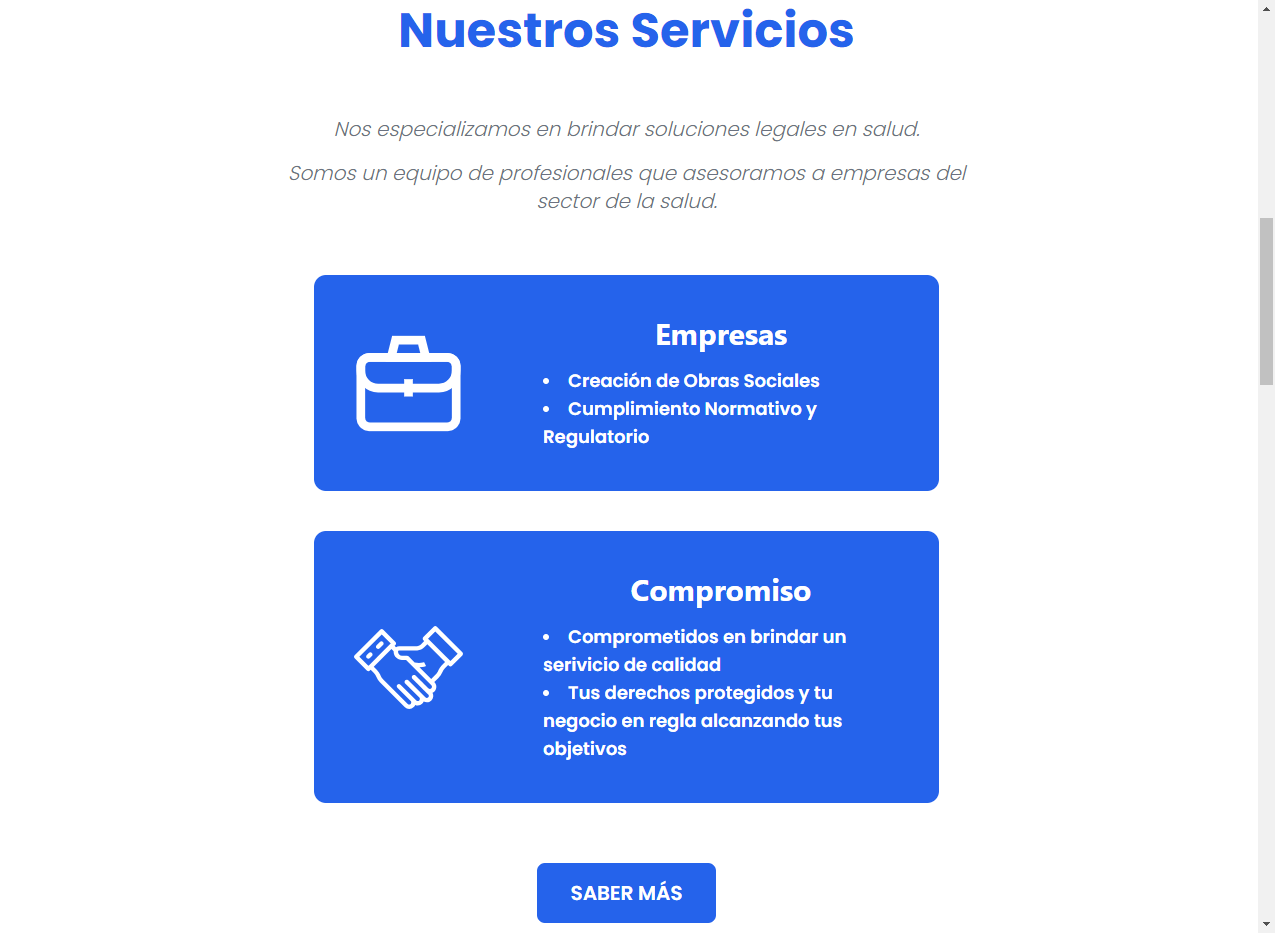 Nuestros Servicios
Nos especializamos en brindar soluciones legales en salud.
Somos un equipo de profesionales que asesoramos a empresas del
sector de la salud.
Empresas
• Creación de Obras Sociales
• Cumplimiento Normativo y
Regulatorio
Compromiso
• Comprometidos en brindar un
serivicio de calidad
• Tus derechos protegidos y tu
negocio en regla alcanzando tus
objetivos
SABER MÁS